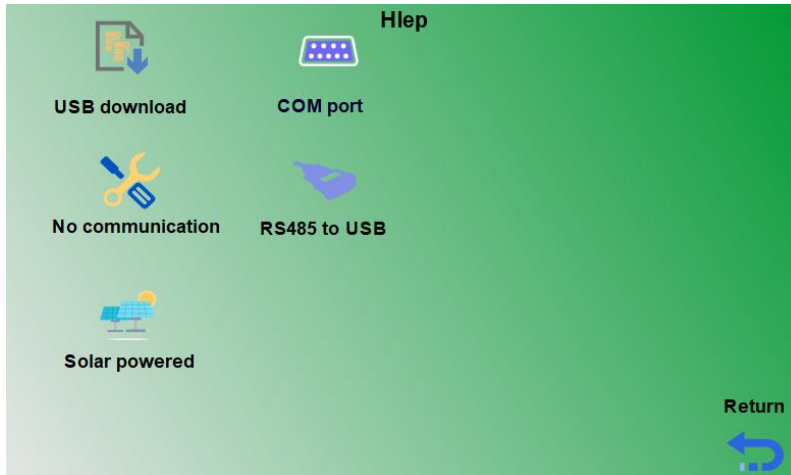 Hlep
USB download
COM port
No communication
RS485 to USB
Solar powered
Return